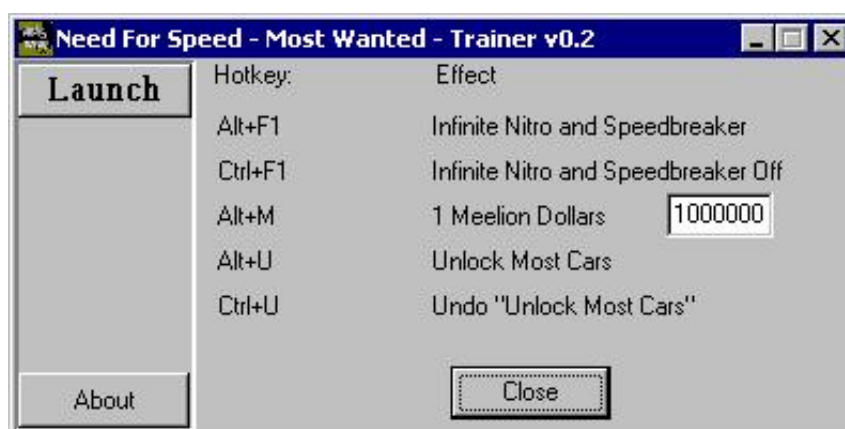 Need For Speed - Most Wanted - Trainer v0.2
Launch
Hotkey: Effect
Alt+F1 Infinite Nitro and Speedbreaker
Ctrl+F1 Infinite Nitro and Speedbreaker Off
Alt+M 1 Meelion Dollars 1000000
Alt+U Unlock Most Cars
Ctrl+U Undo "Unlock Most Cars"
About
Close